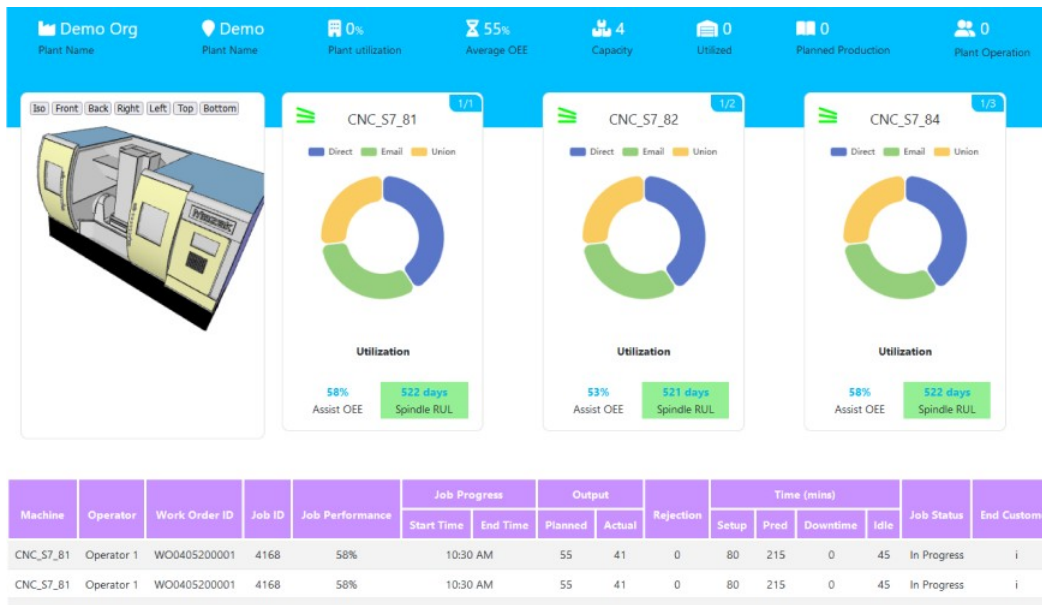 Demo Org
Plant Name
Demo
Plant Name
0%
Plant utilization
55%
Average OEE
4
Capacity
0
Utilized
0
Planned Production
0
Plant Operation
Iso Front Back Right Left Top Bottom
1/1
CNC_S7_81
Direct Email Union
Utilization
58%
Assist OEE
522 days
Spindle RUL
1/2
CNC_S7_82
Direct Email Union
Utilization
53%
Assist OEE
521 days
Spindle RUL
1/3
CNC_S7_84
Direct Email Union
Utilization
58%
Assist OEE
522 days
Spindle RUL
Machine Operator Work Order ID Job ID Job Performance Job Progress Output Rejection Time (mins) Job Status End Custome
Start Time End Time Planned Actual Setup Pred Downtime Idle
CNC_S7_81 Operator 1 WO0405200001 4168 58% 10:30 AM 55 41 0 80 215 0 45 In Progress i
CNC_S7_81 Operator 1 WO0405200001 4168 58% 10:30 AM 55 41 0 80 215 0 45 In Progress i